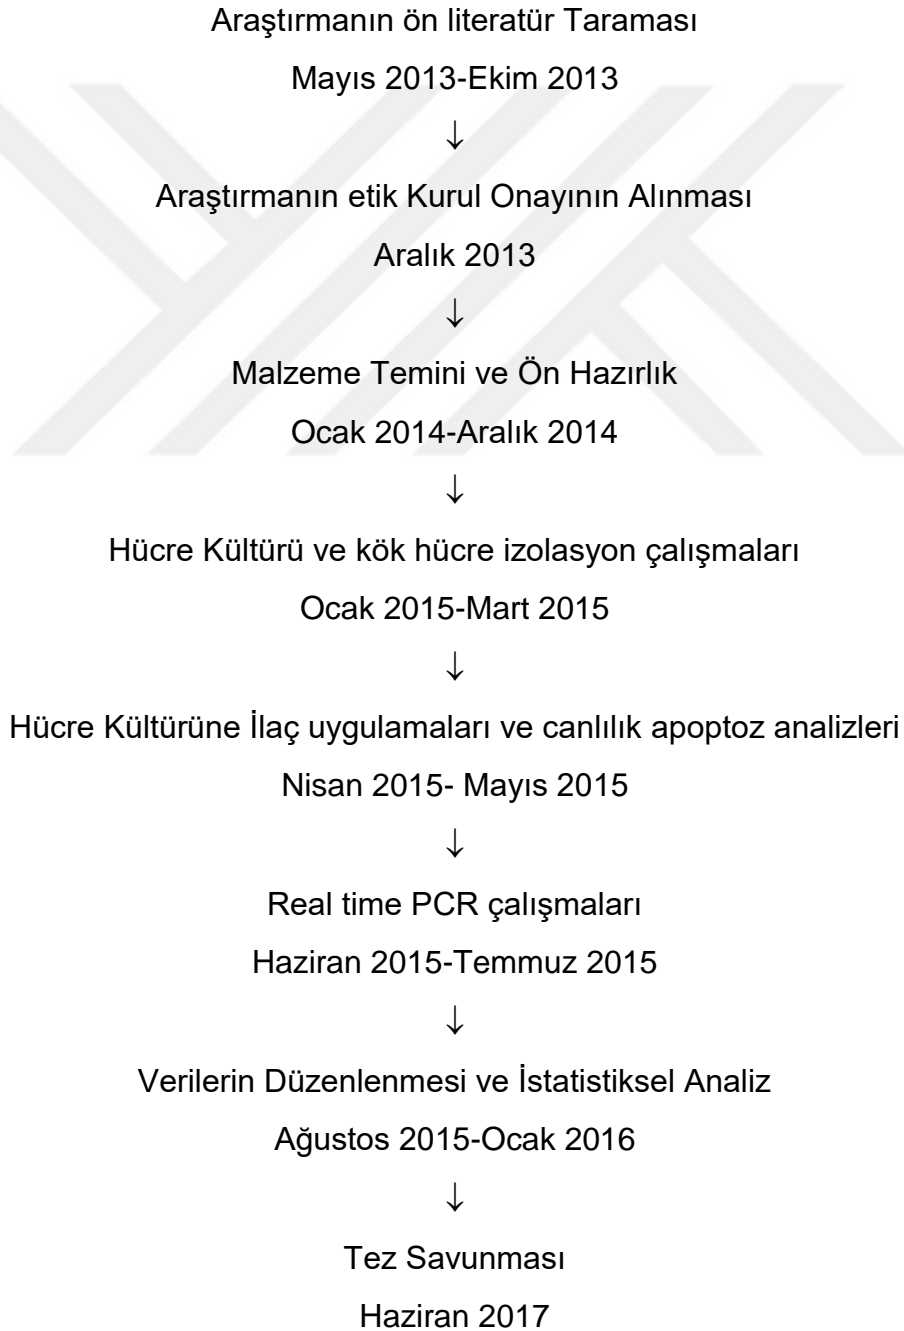 Araştırmanın ön literatür Taraması
Mayıs 2013-Ekim 2013
↓
Araştırmanın etik Kurul Onayının Alınması
Aralık 2013
↓
Malzeme Temini ve Ön Hazırlık
Ocak 2014-Aralık 2014
↓
Hücre Kültürü ve kök hücre izolasyon çalışmaları
Ocak 2015-Mart 2015
↓
Hücre Kültürüne İlaç uygulamaları ve canlılık apoptoz analizleri
Nisan 2015- Mayıs 2015
↓
Real time PCR çalışmaları
Haziran 2015-Temmuz 2015
↓
Verilerin Düzenlenmesi ve İstatistiksel Analiz
Ağustos 2015-Ocak 2016
↓
Tez Savunması
Haziran 2017